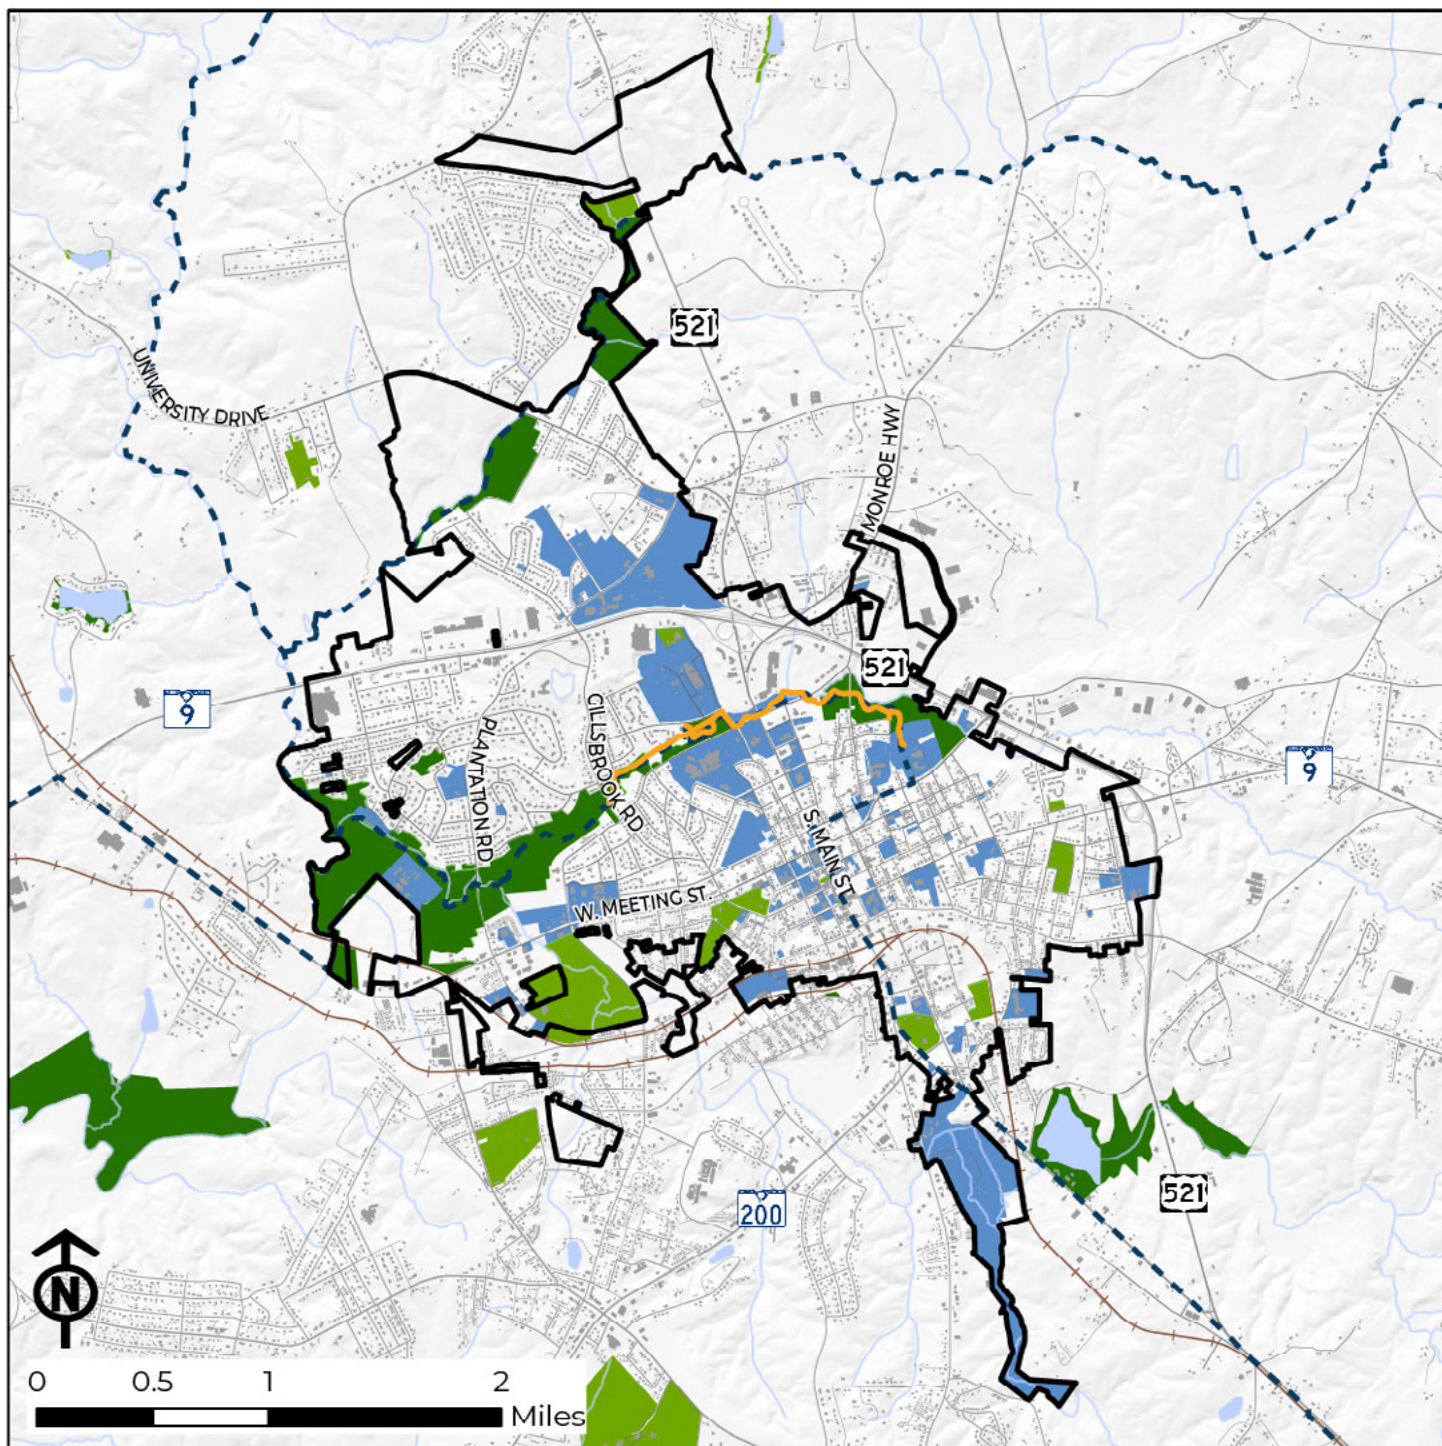 521
UNIVERSITY DRIVE
MONROE HWY
521
9
GILLSBROOK RD
PLANTATION RD
9
S. MAIN ST.
W. MEETING ST.
521
200
N
0 0.5 1 2
Miles